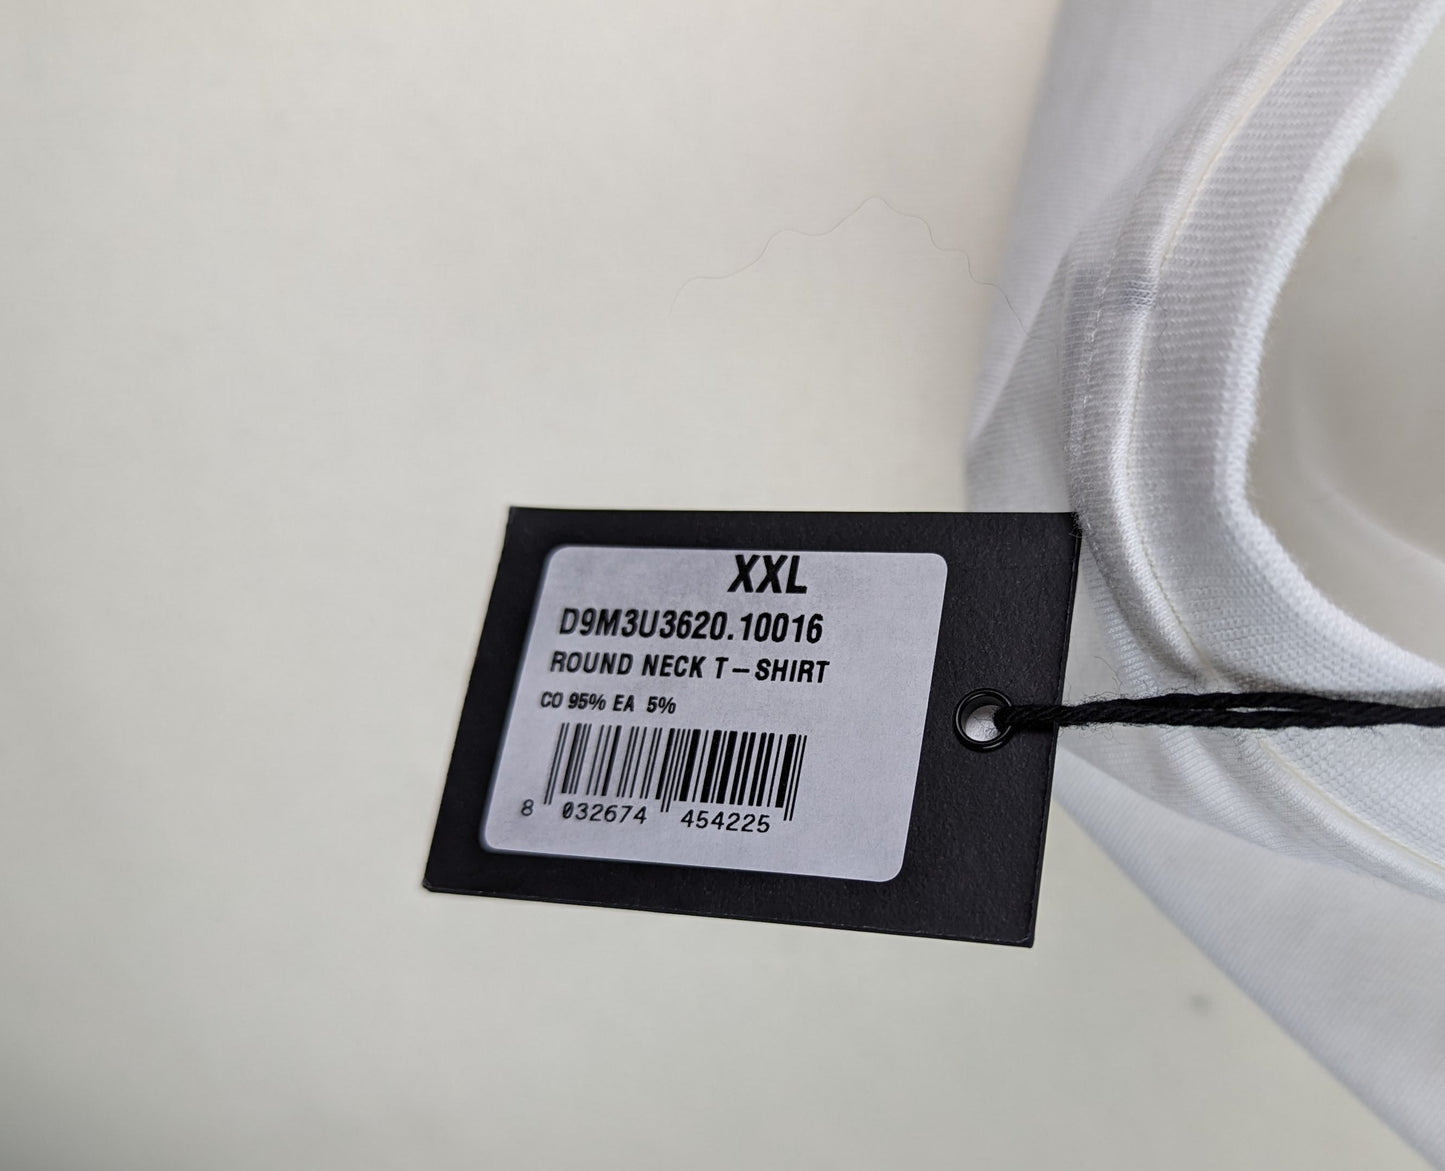 XXL
D9M3U3620.10016
ROUND NECK T-SHIRT
CO 95% EA 5%
8 032674 454225